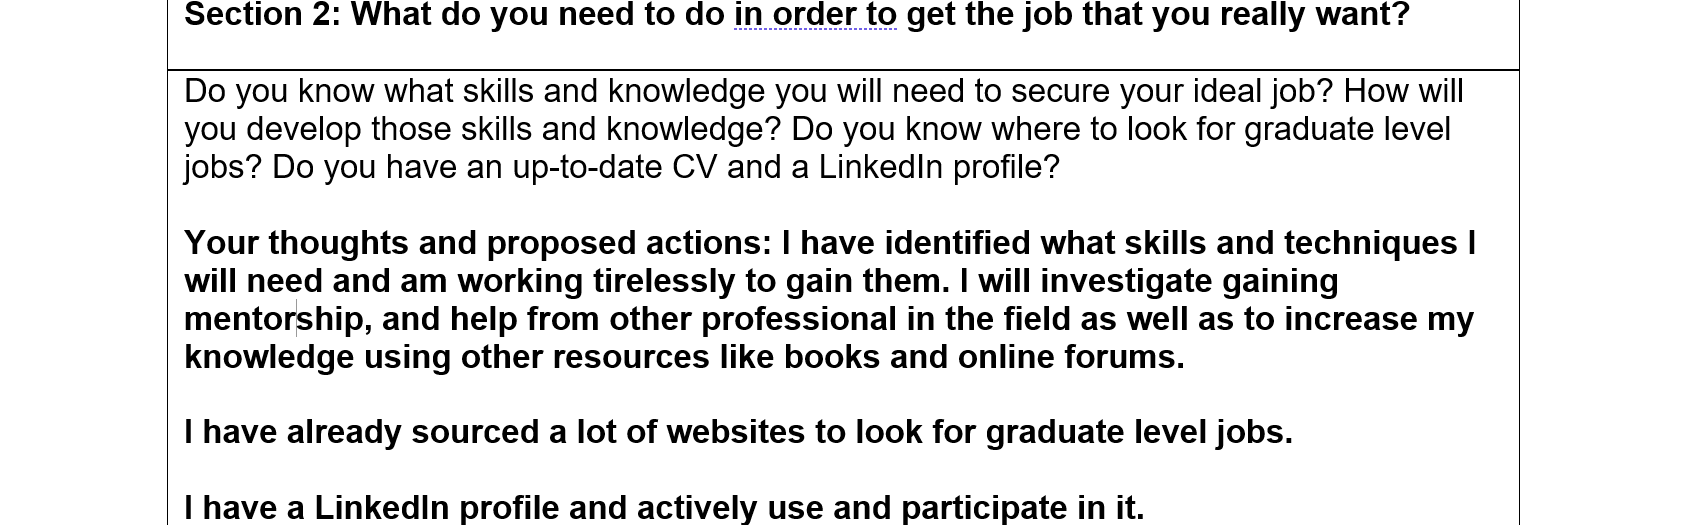 Section 2: What do you need to do in order to get the job that you really want?
Do you know what skills and knowledge you will need to secure your ideal job? How will
you develop those skills and knowledge? Do you know where to look for graduate level
jobs? Do you have an up-to-date CV and a LinkedIn profile?
Your thoughts and proposed actions: I have identified what skills and techniques I
will need and am working tirelessly to gain them. I will investigate gaining
mentorship, and help from other professional in the field as well as to increase my
knowledge using other resources like books and online forums.
I have already sourced a lot of websites to look for graduate level jobs.
I have a LinkedIn profile and actively use and participate in it.